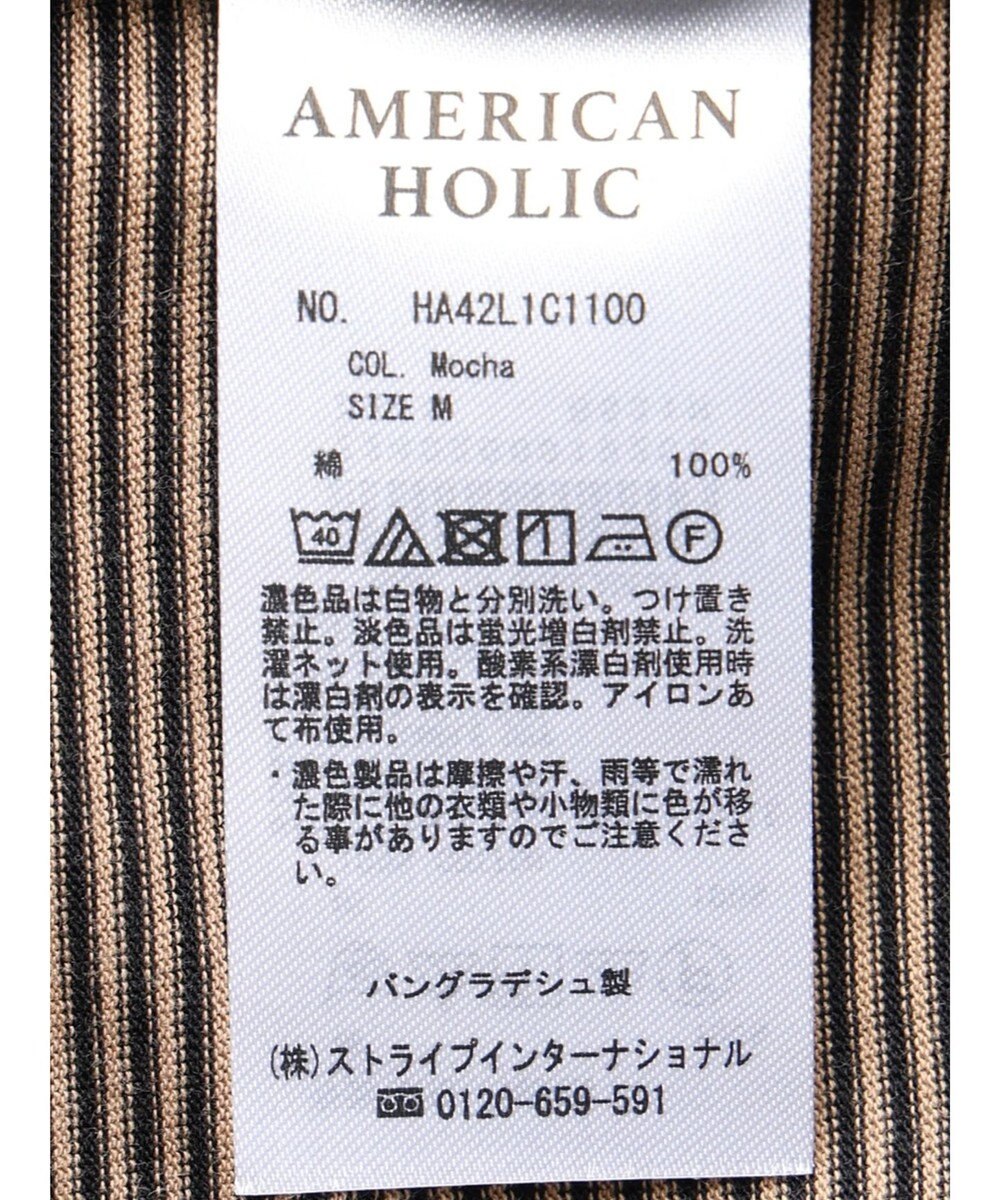 AMERICAN
HOLIC
NO. HA42L1C1100
COL. Mocha
SIZE M
綿 100%
40 F
濃色品は白物と分別洗い。つけ置き
禁止。淡色品は蛍光増白剤禁止。洗
濯ネット使用。酸素系漂白剤使用時
は漂白剤の表示を確認。アイロンあ
て布使用。
・濃色製品は摩擦や汗、雨等で濡れ
た際に他の衣類や小物類に色が移
る事がありますのでご注意くださ
い。
バングラデシュ製
(株)ストライプインターナショナル
0120-659-591